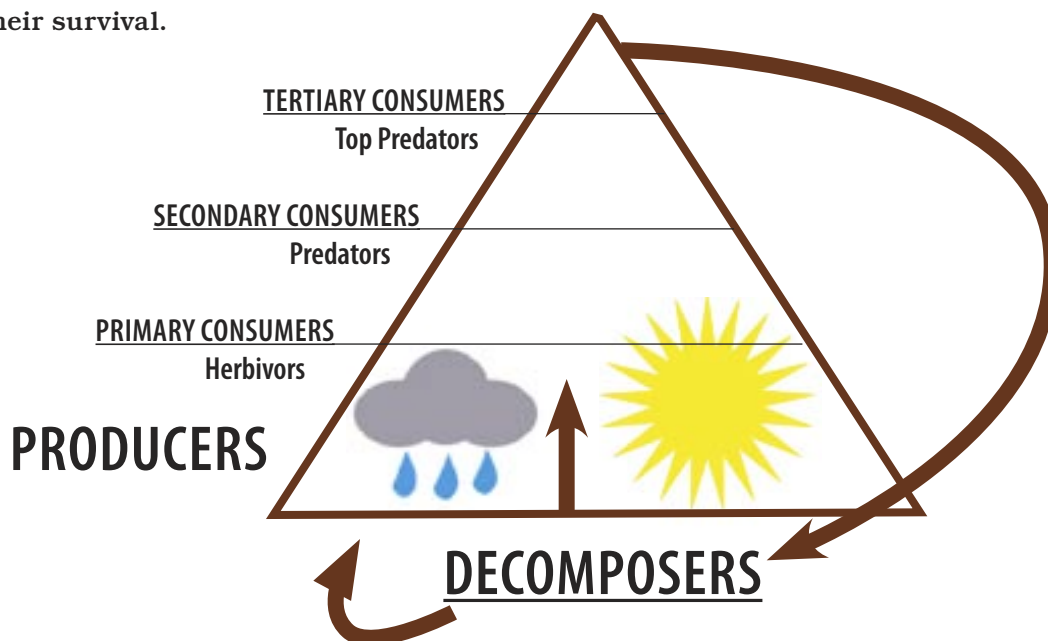 heir survival.
TERTIARY CONSUMERS
Top Predators
SECONDARY CONSUMERS
Predators
PRIMARY CONSUMERS
Herbivors
PRODUCERS
DECOMPOSERS